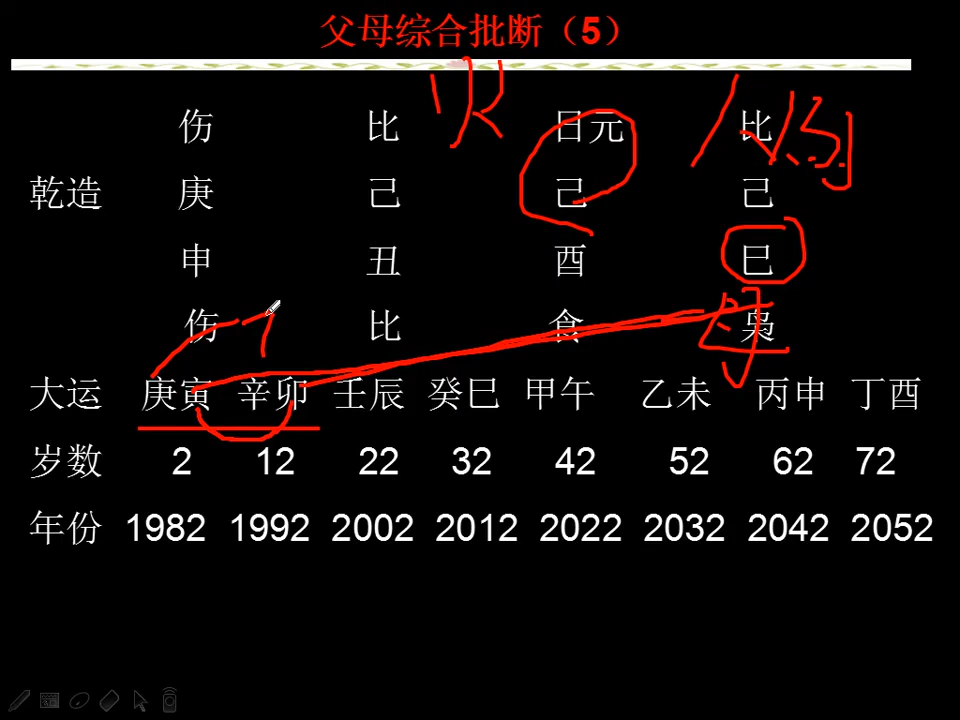 父母综合批断（5）
火
伤 比 日元 比
乾造 庚 己 己 己
申 丑 酉 巳
伤 比 食 枭
母
大运 庚寅 辛卯 壬辰 癸巳 甲午 乙未 丙申 丁酉
岁数 2 12 22 32 42 52 62 72
年份 1982 1992 2002 2012 2022 2032 2042 2052